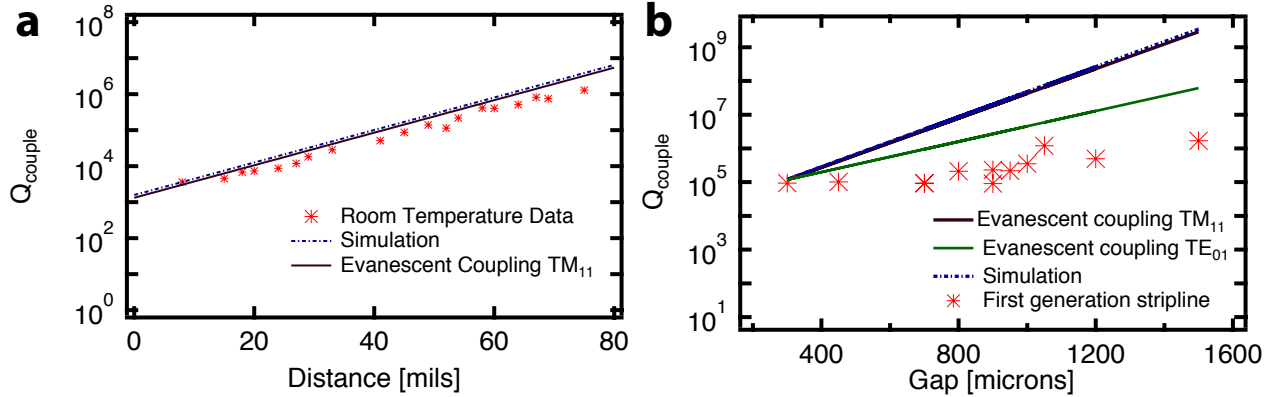 a
10^8
10^6
10^4
10^2
10^0
Q_couple
0
20
40
60
80
Distance [mils]
Room Temperature Data
Simulation
Evanescent Coupling TM_11
b
10^9
10^7
10^5
10^3
10^1
Q_couple
400
800
1200
1600
Gap [microns]
Evanescent coupling TM_11
Evanescent coupling TE_01
Simulation
First generation stripline